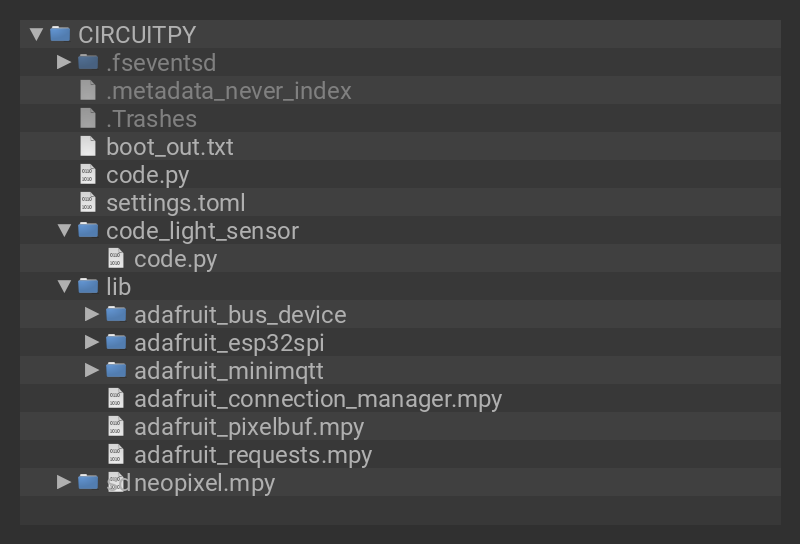 CIRCUITPY
.fseventsd
.metadata_never_index
.Trashes
boot_out.txt
code.py
settings.toml
code_light_sensor
code.py
lib
adafruit_bus_device
adafruit_esp32spi
adafruit_minimqtt
adafruit_connection_manager.mpy
adafruit_pixelbuf.mpy
adafruit_requests.mpy
sd neopixel.mpy